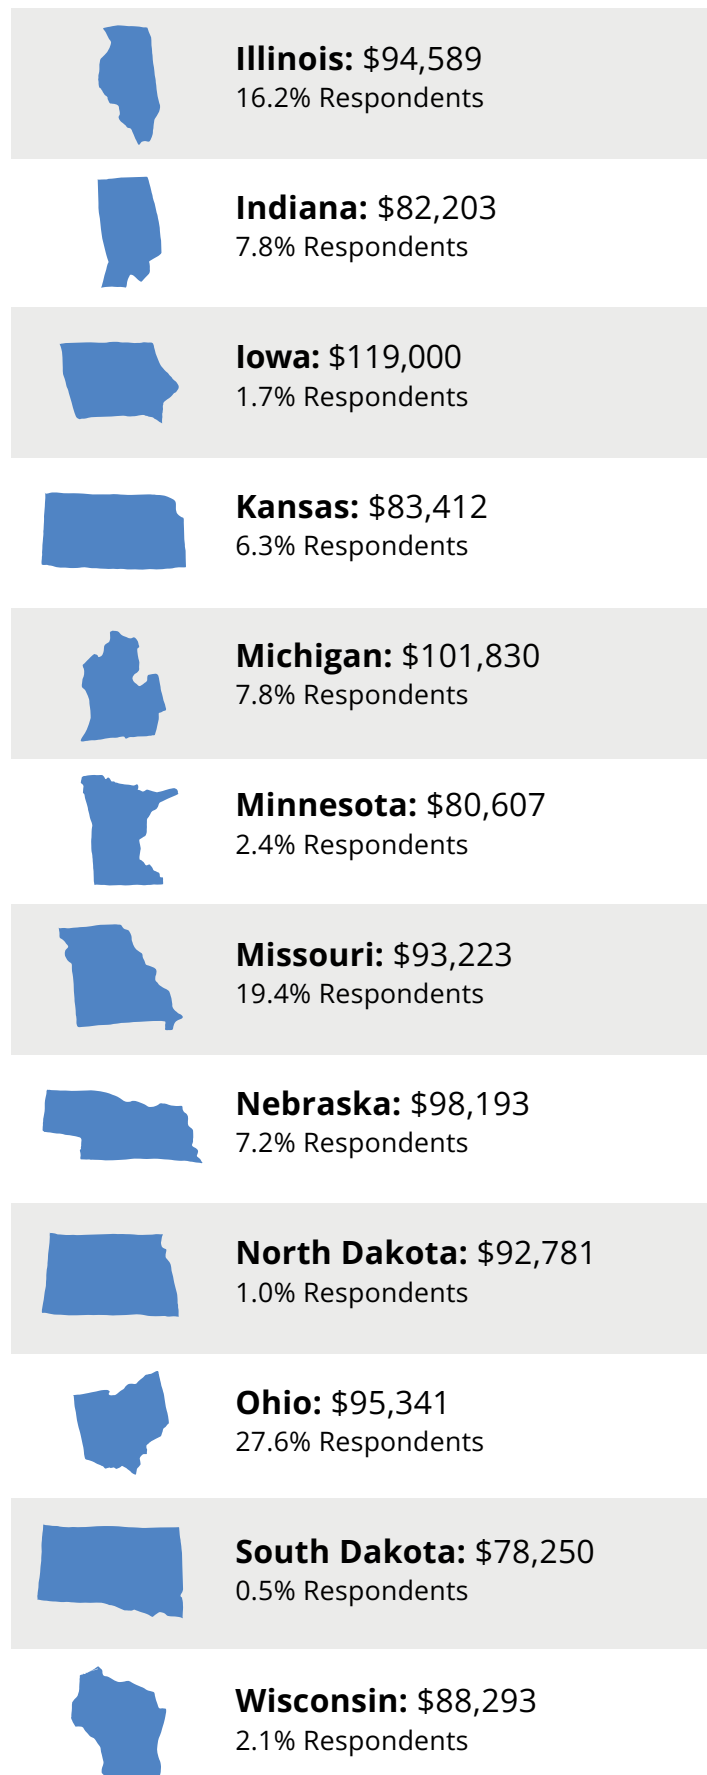 Illinois: $94,589
16.2% Respondents
Indiana: $82,203
7.8% Respondents
Iowa: $119,000
1.7% Respondents
Kansas: $83,412
6.3% Respondents
Michigan: $101,830
7.8% Respondents
Minnesota: $80,607
2.4% Respondents
Missouri: $93,223
19.4% Respondents
Nebraska: $98,193
7.2% Respondents
North Dakota: $92,781
1.0% Respondents
Ohio: $95,341
27.6% Respondents
South Dakota: $78,250
0.5% Respondents
Wisconsin: $88,293
2.1% Respondents